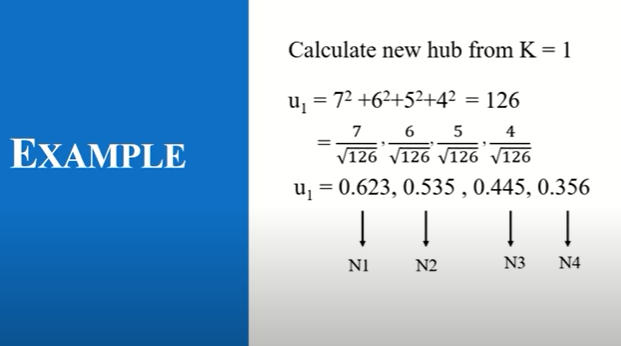 EXAMPLE
Calculate new hub from K = 1
u₁ = 7² +6²+5²+4² = 126
= 7/√126, 6/√126, 5/√126, 4/√126
u₁ = 0.623, 0.535 , 0.445, 0.356
N1 N2 N3 N4